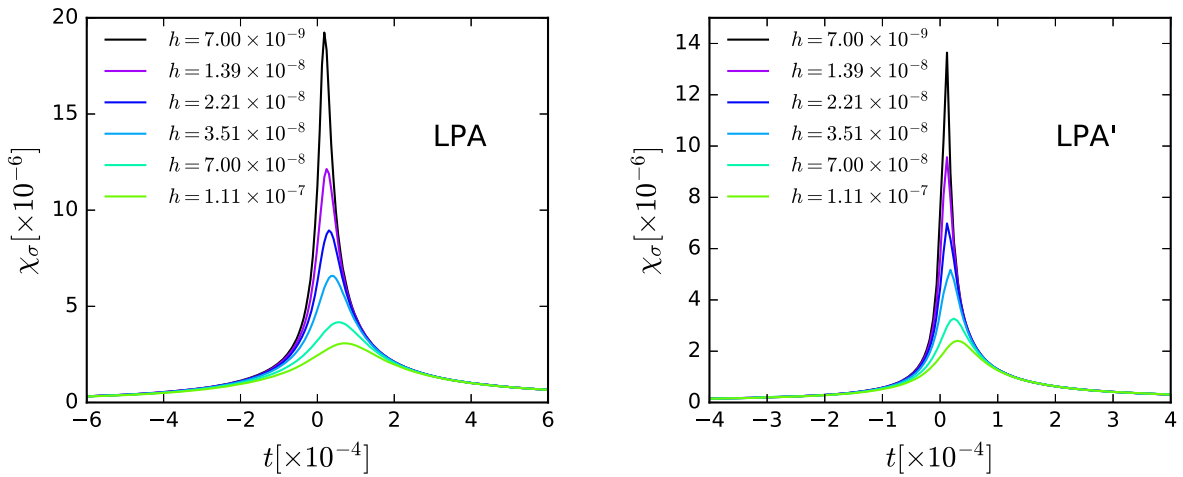 20
15
10
5
0
χσ[×10⁻⁶]
h = 7.00 × 10⁻⁹
h = 1.39 × 10⁻⁸
h = 2.21 × 10⁻⁸
h = 3.51 × 10⁻⁸
h = 7.00 × 10⁻⁸
h = 1.11 × 10⁻⁷
LPA
−6 −4 −2 0 2 4 6
t[×10⁻⁴]
14
12
10
8
6
4
2
0
χσ[×10⁻⁶]
h = 7.00 × 10⁻⁹
h = 1.39 × 10⁻⁸
h = 2.21 × 10⁻⁸
h = 3.51 × 10⁻⁸
h = 7.00 × 10⁻⁸
h = 1.11 × 10⁻⁷
LPA'
−4 −3 −2 −1 0 1 2 3 4
t[×10⁻⁴]